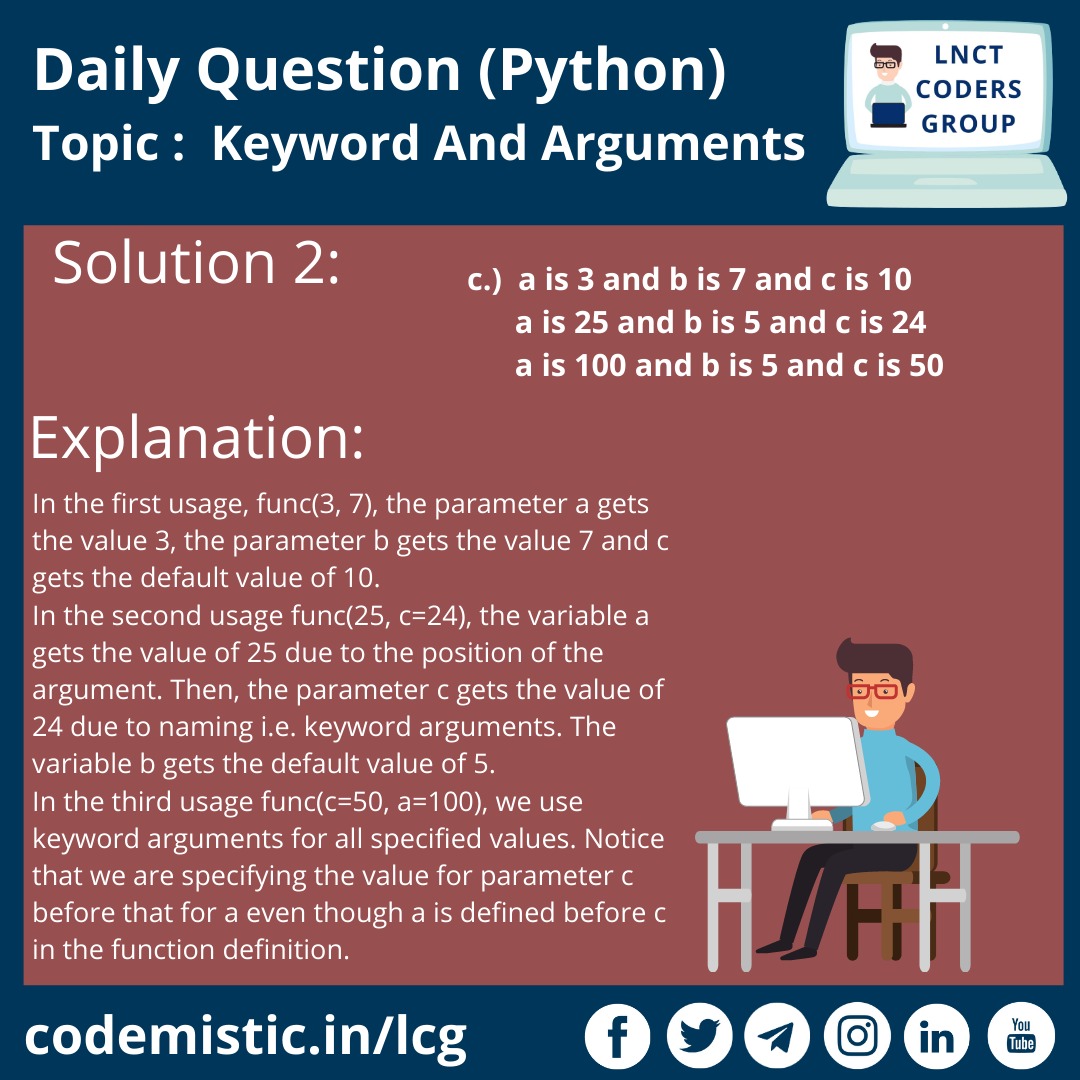 Daily Question (Python)
Topic :  Keyword And Arguments
LNCT
CODERS
GROUP
Solution 2:
c.)  a is 3 and b is 7 and c is 10
a is 25 and b is 5 and c is 24
a is 100 and b is 5 and c is 50
Explanation:
In the first usage, func(3, 7), the parameter a gets
the value 3, the parameter b gets the value 7 and c
gets the default value of 10.
In the second usage func(25, c=24), the variable a
gets the value of 25 due to the position of the
argument. Then, the parameter c gets the value of
24 due to naming i.e. keyword arguments. The
variable b gets the default value of 5.
In the third usage func(c=50, a=100), we use
keyword arguments for all specified values. Notice
that we are specifying the value for parameter c
before that for a even though a is defined before c
in the function definition.
codemistic.in/lcg
You
Tube